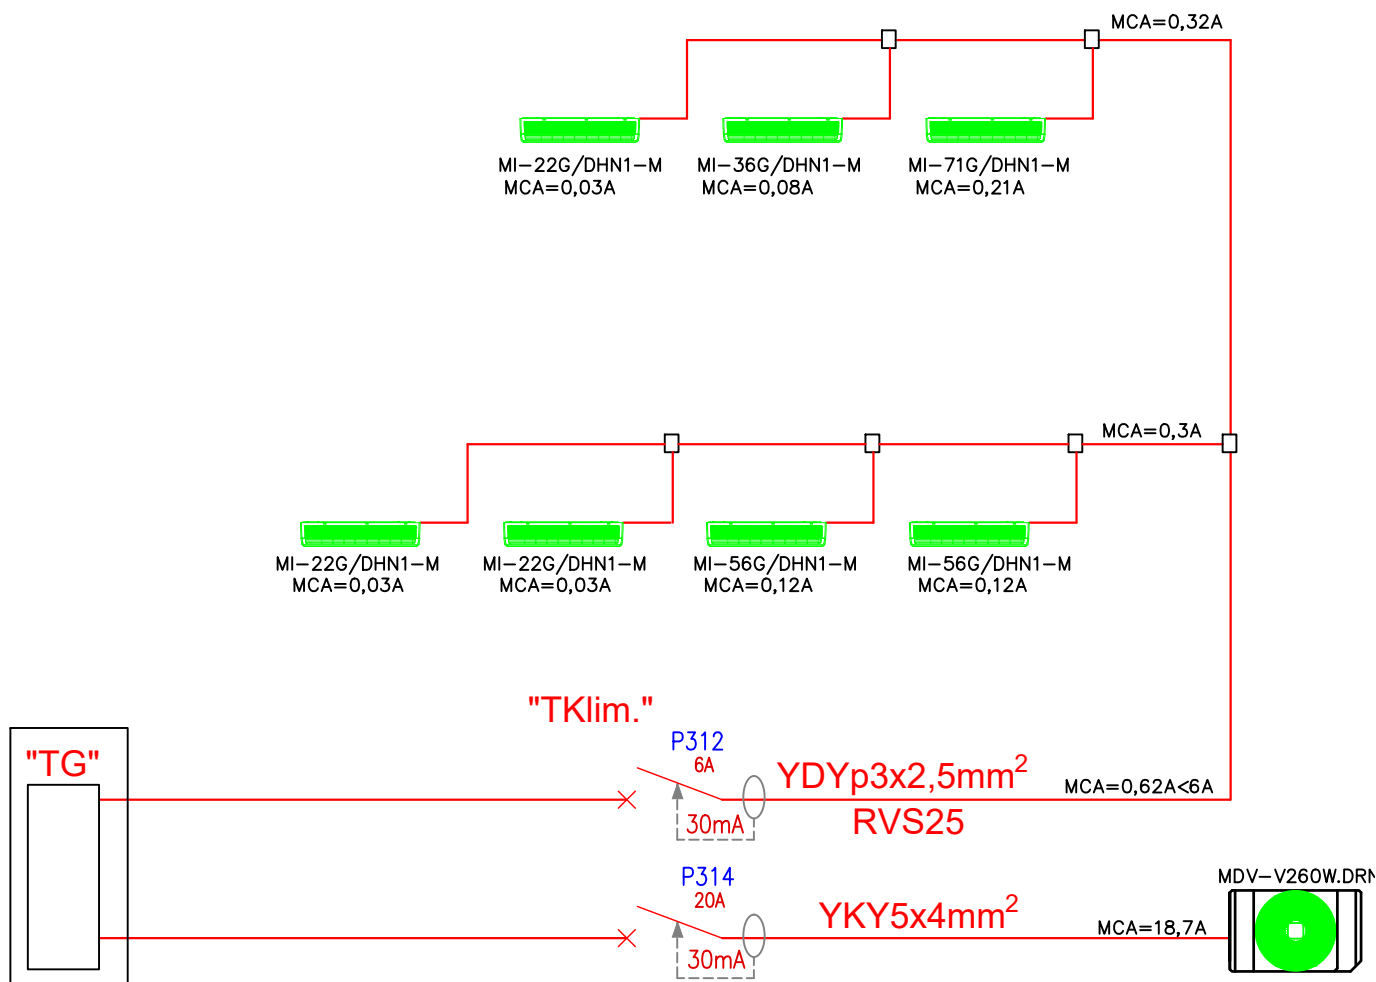 MCA=0,32A
MI-22G/DHN1-M
MCA=0,03A
MI-36G/DHN1-M
MCA=0,08A
MI-71G/DHN1-M
MCA=0,21A
MCA=0,3A
MI-22G/DHN1-M
MCA=0,03A
MI-22G/DHN1-M
MCA=0,03A
MI-56G/DHN1-M
MCA=0,12A
MI-56G/DHN1-M
MCA=0,12A
"TKlim."
"TG"
P312
6A
30mA
YDYp3x2,5mm²
RVS25
MCA=0,62A<6A
P314
20A
30mA
YKY5x4mm²
MCA=18,7A
MDV-V260W.DRN